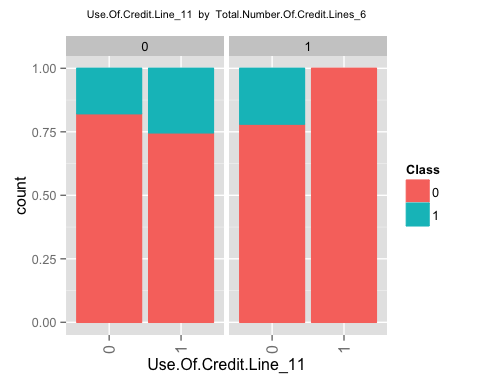 Use.Of.Credit.Line_11 by Total.Number.Of.Credit.Lines_6
0 1
1.00
0.75
0.50
0.25
0.00
count
0 1 0 1
Use.Of.Credit.Line_11
Class
0
1